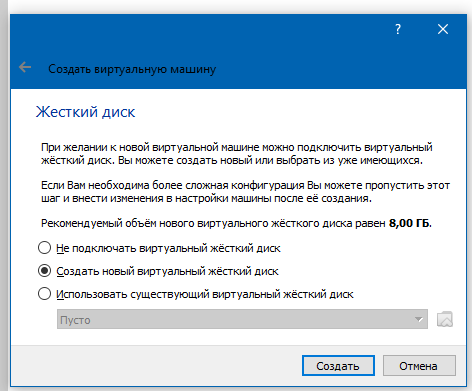 ?
Создать виртуальную машину
Жесткий диск
При желании к новой виртуальной машине можно подключить виртуальный
жёсткий диск. Вы можете создать новый или выбрать из уже имеющихся.
Если Вам необходима более сложная конфигурация Вы можете пропустить этот
шаг и внести изменения в настройки машины после её создания.
Рекомендуемый объём нового виртуального жёсткого диска равен 8,00 ГБ.
Не подключать виртуальный жёсткий диск
Создать новый виртуальный жёсткий диск
Использовать существующий виртуальный жёсткий диск
Пусто
Создать Отмена